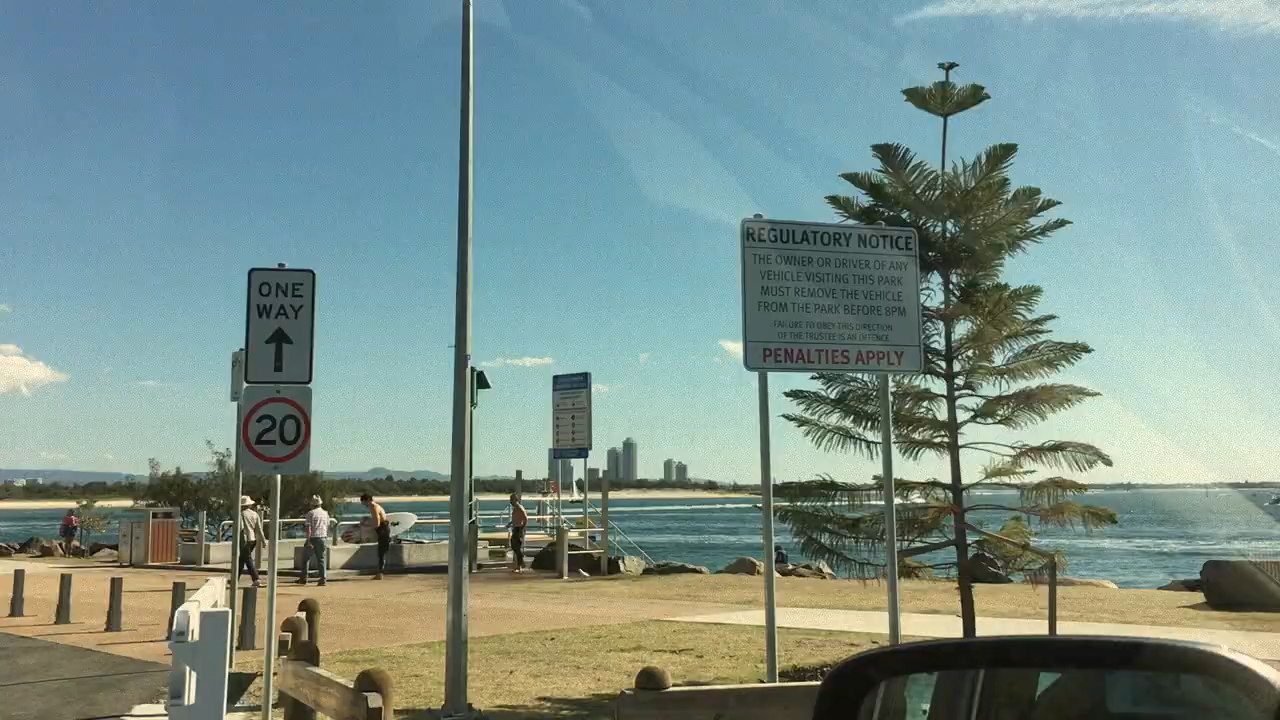 ONE
WAY
20
REGULATORY NOTICE
THE OWNER OR DRIVER OF ANY
VEHICLE VISITING THIS PARK
MUST REMOVE THE VEHICLE
FROM THE PARK BEFORE 8PM
FAILURE TO OBEY THIS DIRECTION
OF THE TRUSTEE IS AN OFFENCE
PENALTIES APPLY